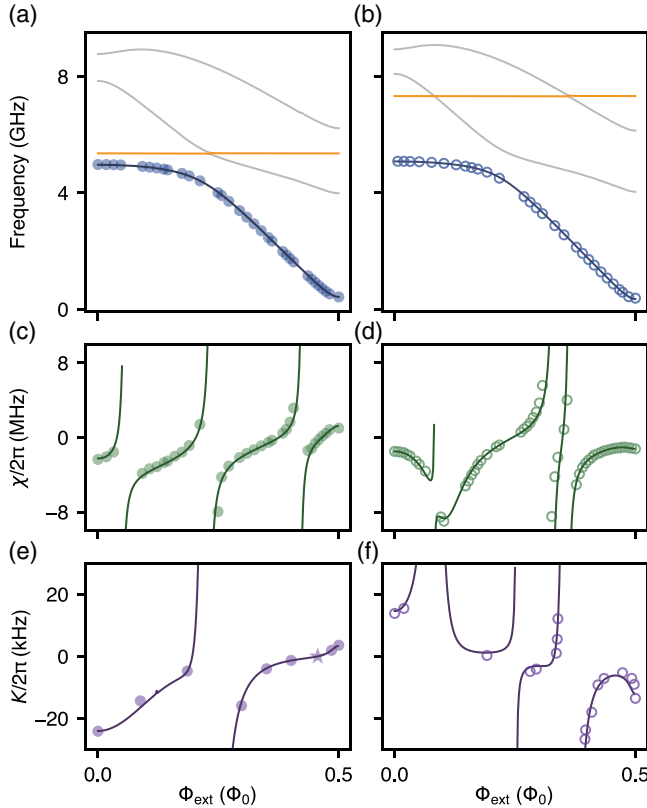 (a) (b)
Frequency (GHz)
8
4
0
(c) (d)
χ/2π (MHz)
8
0
−8
(e) (f)
K/2π (kHz)
20
0
−20
0.0 0.5 0.0 0.5
Φext (Φ0) Φext (Φ0)